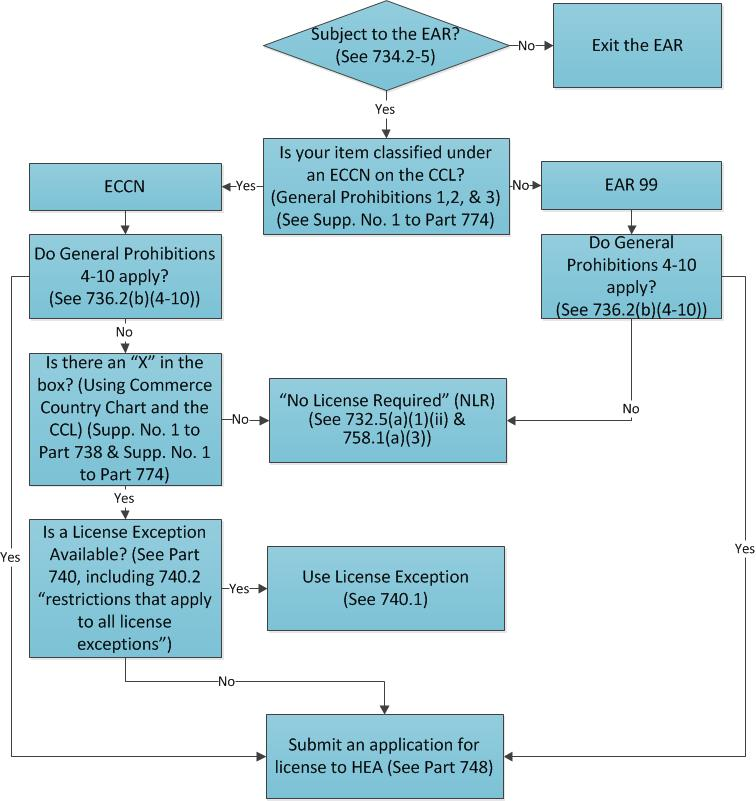 Subject to the EAR?
(See 734.2-5)
No
Exit the EAR
Yes
Is your item classified under
an ECCN on the CCL?
(General Prohibitions 1,2, & 3)
(See Supp. No. 1 to Part 774)
Yes
ECCN
No
EAR 99
Do General Prohibitions
4-10 apply?
(See 736.2(b)(4-10))
Do General
Prohibitions 4-10
apply?
(See 736.2(b)(4-10))
No
Is there an “X” in the
box? (Using Commerce
Country Chart and the
CCL) (Supp. No. 1 to
Part 738 & Supp. No. 1
to Part 774)
No
“No License Required” (NLR)
(See 732.5(a)(1)(ii) &
758.1(a)(3))
No
Yes
Is a License Exception
Available? (See Part
740, including 740.2
“restrictions that apply
to all license
exceptions”)
Yes
Use License Exception
(See 740.1)
Yes
Yes
No
Submit an application for
license to HEA (See Part 748)